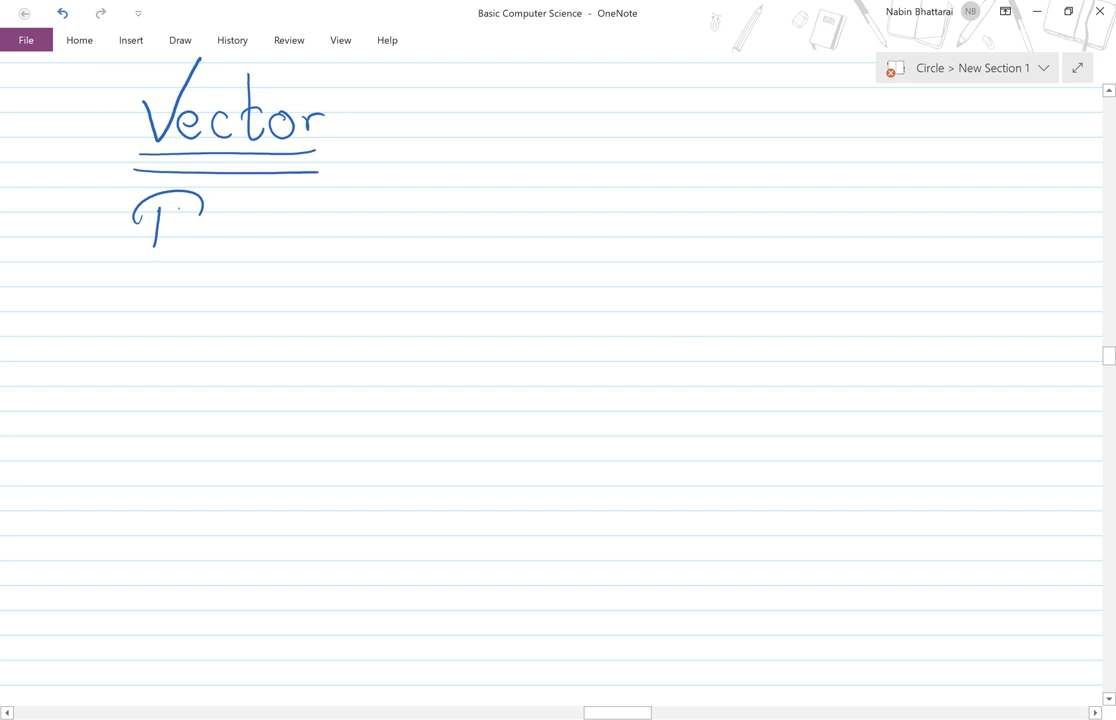 Basic Computer Science - OneNote
Nabin Bhattarai NB
File Home Insert Draw History Review View Help
Circle > New Section 1
Vector
T